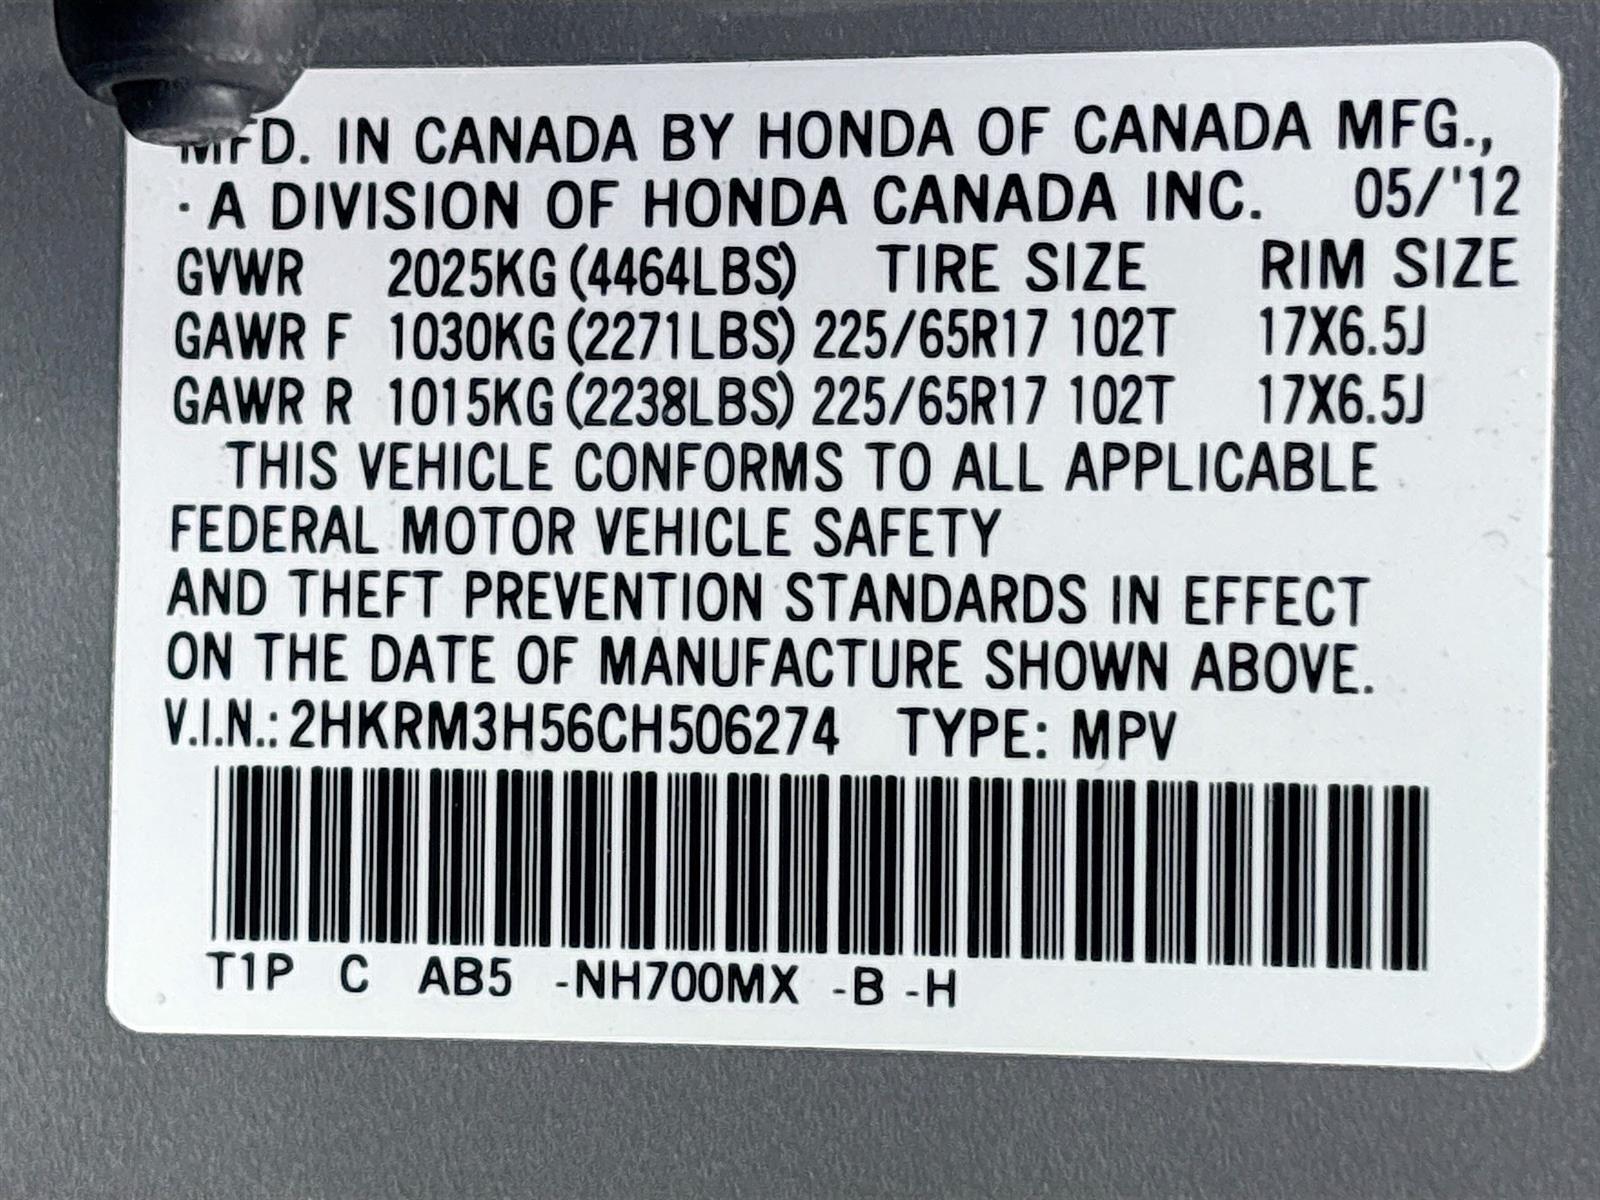 MFD. IN CANADA BY HONDA OF CANADA MFG.,
· A DIVISION OF HONDA CANADA INC. 05/'12
GVWR 2025KG (4464LBS) TIRE SIZE RIM SIZE
GAWR F 1030KG (2271LBS) 225/65R17 102T 17X6.5J
GAWR R 1015KG (2238LBS) 225/65R17 102T 17X6.5J
THIS VEHICLE CONFORMS TO ALL APPLICABLE
FEDERAL MOTOR VEHICLE SAFETY
AND THEFT PREVENTION STANDARDS IN EFFECT
ON THE DATE OF MANUFACTURE SHOWN ABOVE.
V.I.N.: 2HKRM3H56CH506274 TYPE: MPV
T1P C AB5 -NH700MX -B -H